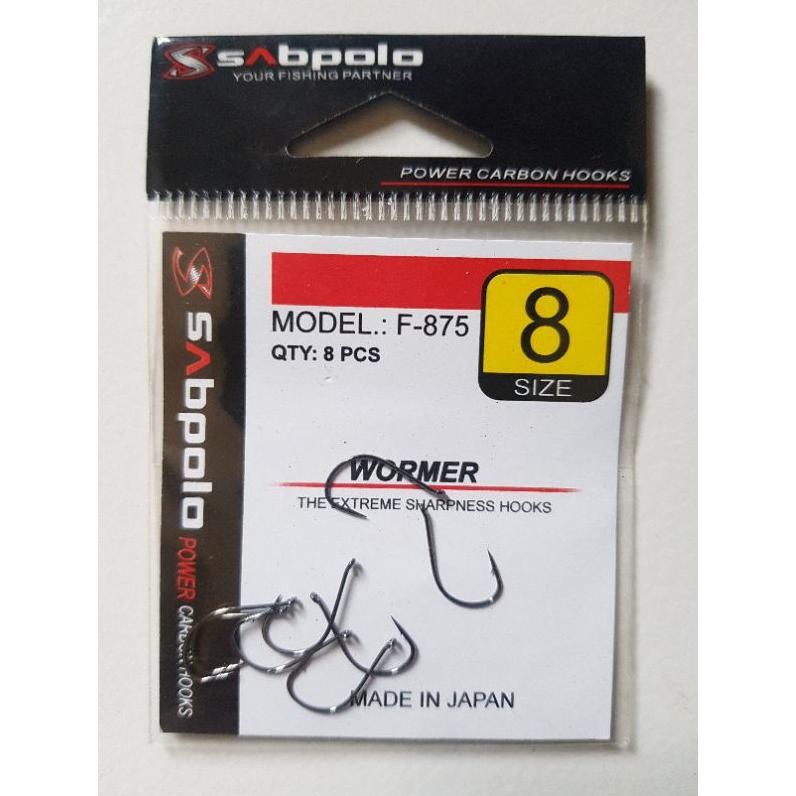 sAbpolo
YOUR FISHING PARTNER
POWER CARBON HOOKS
MODEL.: F-875
QTY: 8 PCS
8
SIZE
WORMER
THE EXTREME SHARPNESS HOOKS
MADE IN JAPAN
sAbpolo POWER CARBON HOOKS